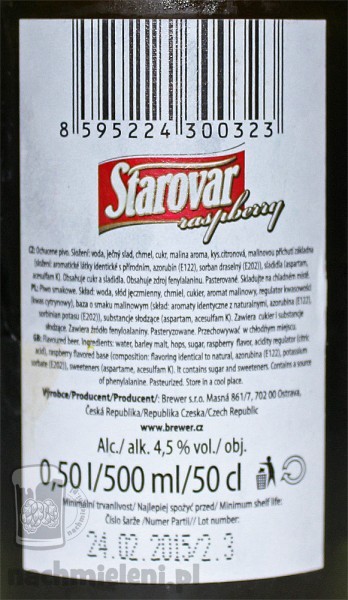 8 595224 300323
Starovar
raspberry
CZ: Ochucené pivo. Složení: voda, ječný slad, chmel, cukr, malina aroma, kys.citronová, malinovou příchutí základna
(složení: aromatické látky identické s přírodním, azorubin (E122), sorban draselný (E202)), sladidla (aspartam,
acesulfam K). Obsahuje cukr a sladidla. Obsahuje zdroj fenylalaninu. Pasterované. Skladujte na chladném místě.
PL: Piwo smakowe. Skład: woda, słód jęczmienny, chmel, cukier, aromat malinowy, regulator kwasowości
(kwas cytrynowy), baza o smaku malinowym (skład: aromaty identyczne z naturalnymi, azorubina (E122),
sorbinian potasu (E202)), substancje słodzące (aspartam, acesulfam K). Zawiera cukier i substancje
słodzące. Zawiera źródło fenyloalaniny. Pasteryzowane. Przechowywać w chłodnym miejscu.
GB: Flavoured beer. Ingredients: water, barley malt, hops, sugar, raspberry flavor, acidity regulator (citric
acid), raspberry flavored base (composition: flavoring identical to natural, azorubine (E122), potassium
sorbate (E202)), sweeteners (aspartame, acesulfam K). It contains sugar and sweeteners. Contains a source
of phenylalanine. Pasteurized. Store in a cool place.
Výrobce/Producent/Producent/: Brewer s.r.o. Masná 861/7, 702 00 Ostrava,
Česká Republika/Republika Czeska/Czech Republic
www.brewer.cz
Alc./ alk. 4,5 % vol./ obj.
0,50 l/500 ml/50 cl
Minimální trvanlivost/ Najlepiej spożyć przed/ Minimum shelf life:
Číslo šarže /Numer Partii// Lot number:
24.02.2015/2.3
nachmieleni.pl